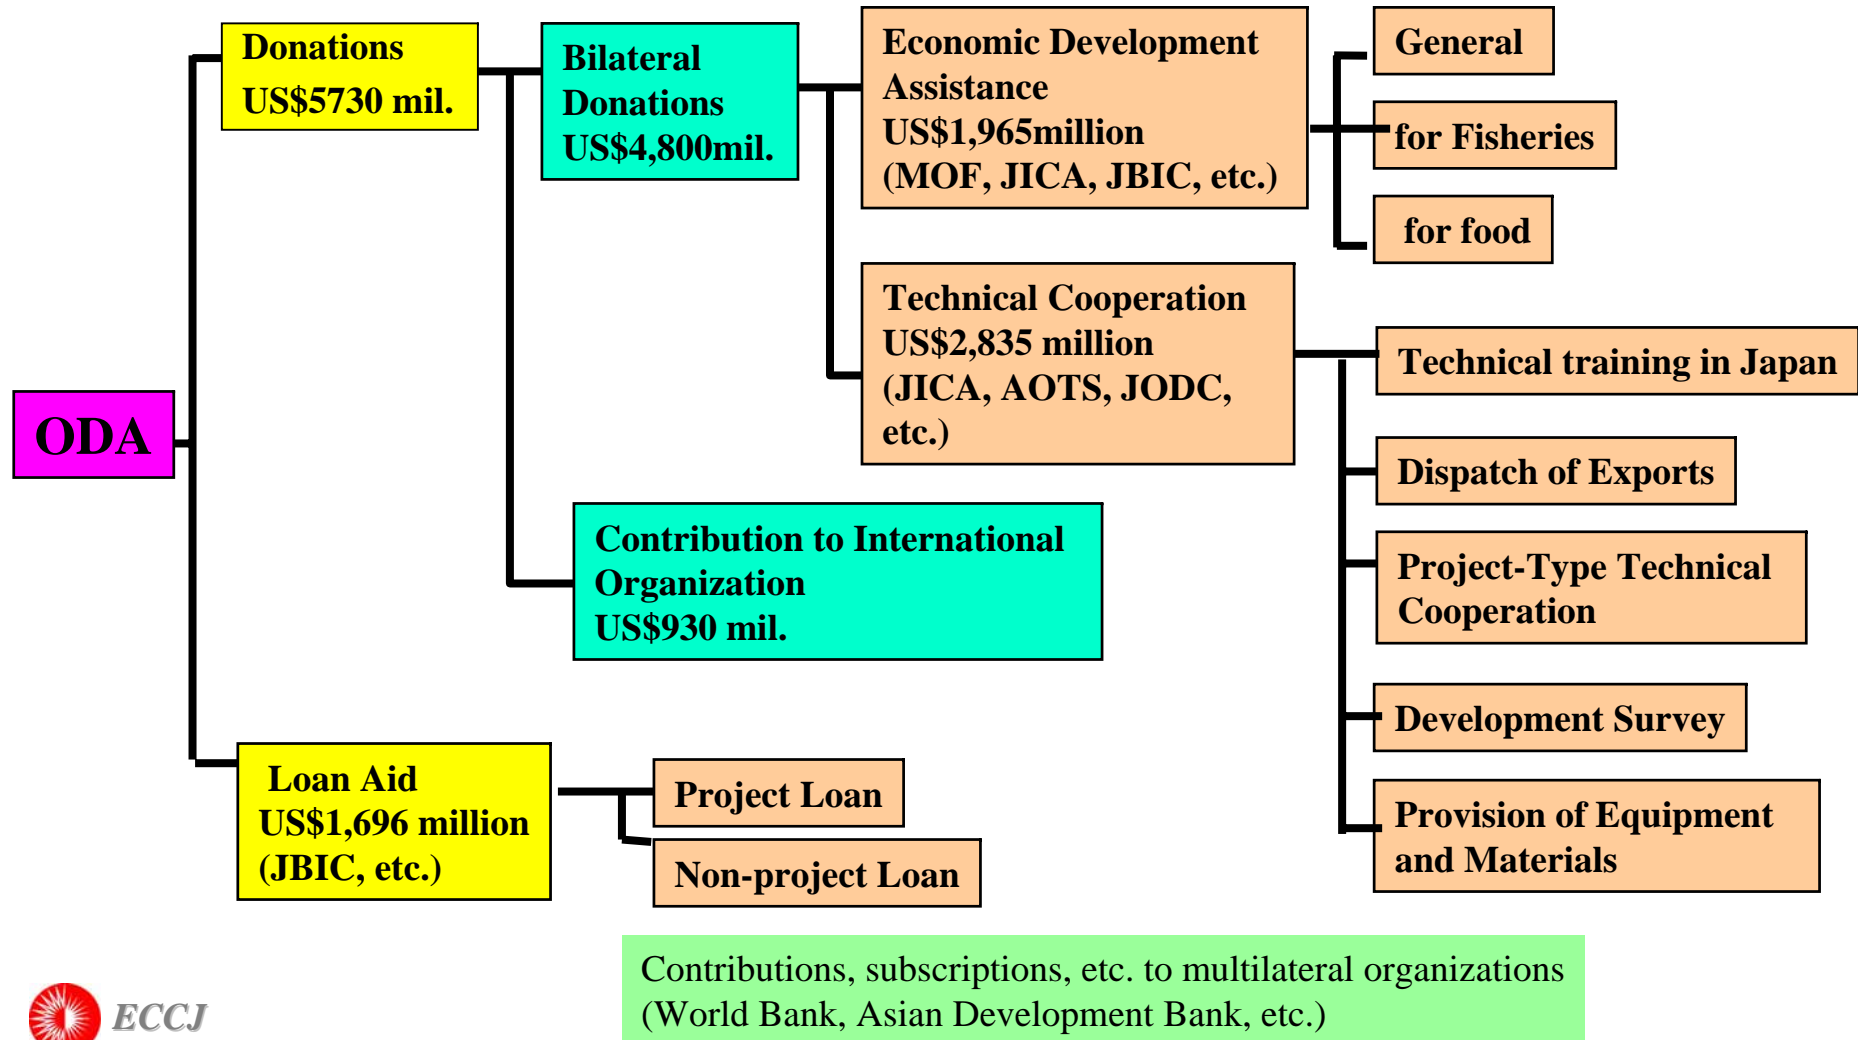 ODA
Donations
US$5730 mil.
Bilateral
Donations
US$4,800mil.
Economic Development
Assistance
US$1,965million
(MOF, JICA, JBIC, etc.)
General
for Fisheries
for food
Technical Cooperation
US$2,835 million
(JICA, AOTS, JODC,
etc.)
Technical training in Japan
Dispatch of Exports
Project-Type Technical
Cooperation
Development Survey
Provision of Equipment
and Materials
Contribution to International
Organization
US$930 mil.
Loan Aid
US$1,696 million
(JBIC, etc.)
Project Loan
Non-project Loan
Contributions, subscriptions, etc. to multilateral organizations
(World Bank, Asian Development Bank, etc.)
ECCJ